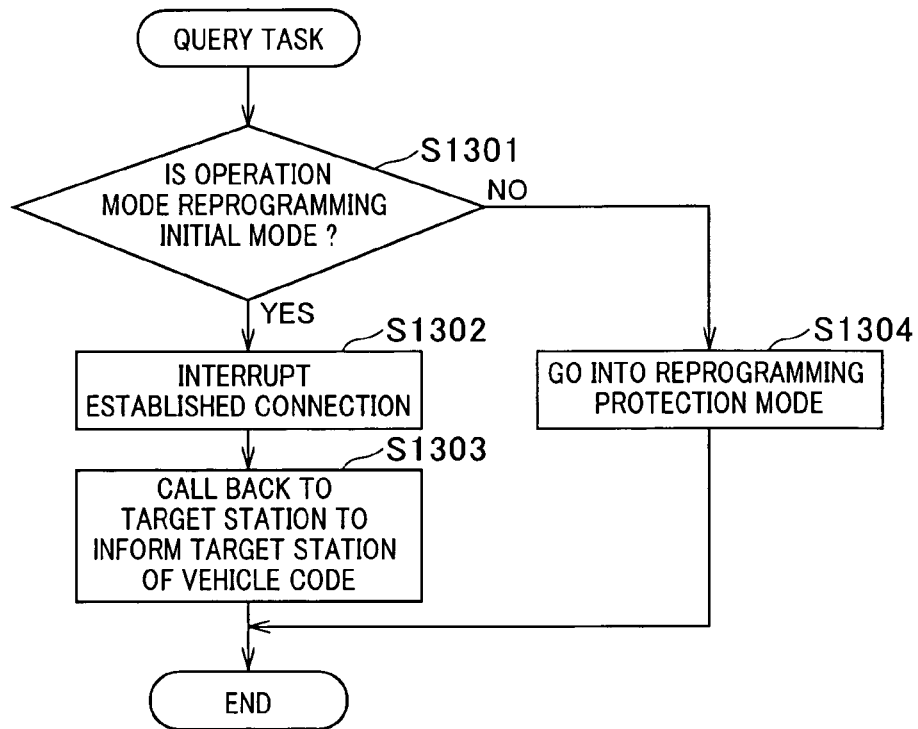 QUERY TASK
S1301
IS OPERATION
MODE REPROGRAMMING
INITIAL MODE ?
NO
YES
S1302
INTERRUPT
ESTABLISHED CONNECTION
S1304
GO INTO REPROGRAMMING
PROTECTION MODE
S1303
CALL BACK TO
TARGET STATION TO
INFORM TARGET STATION
OF VEHICLE CODE
END